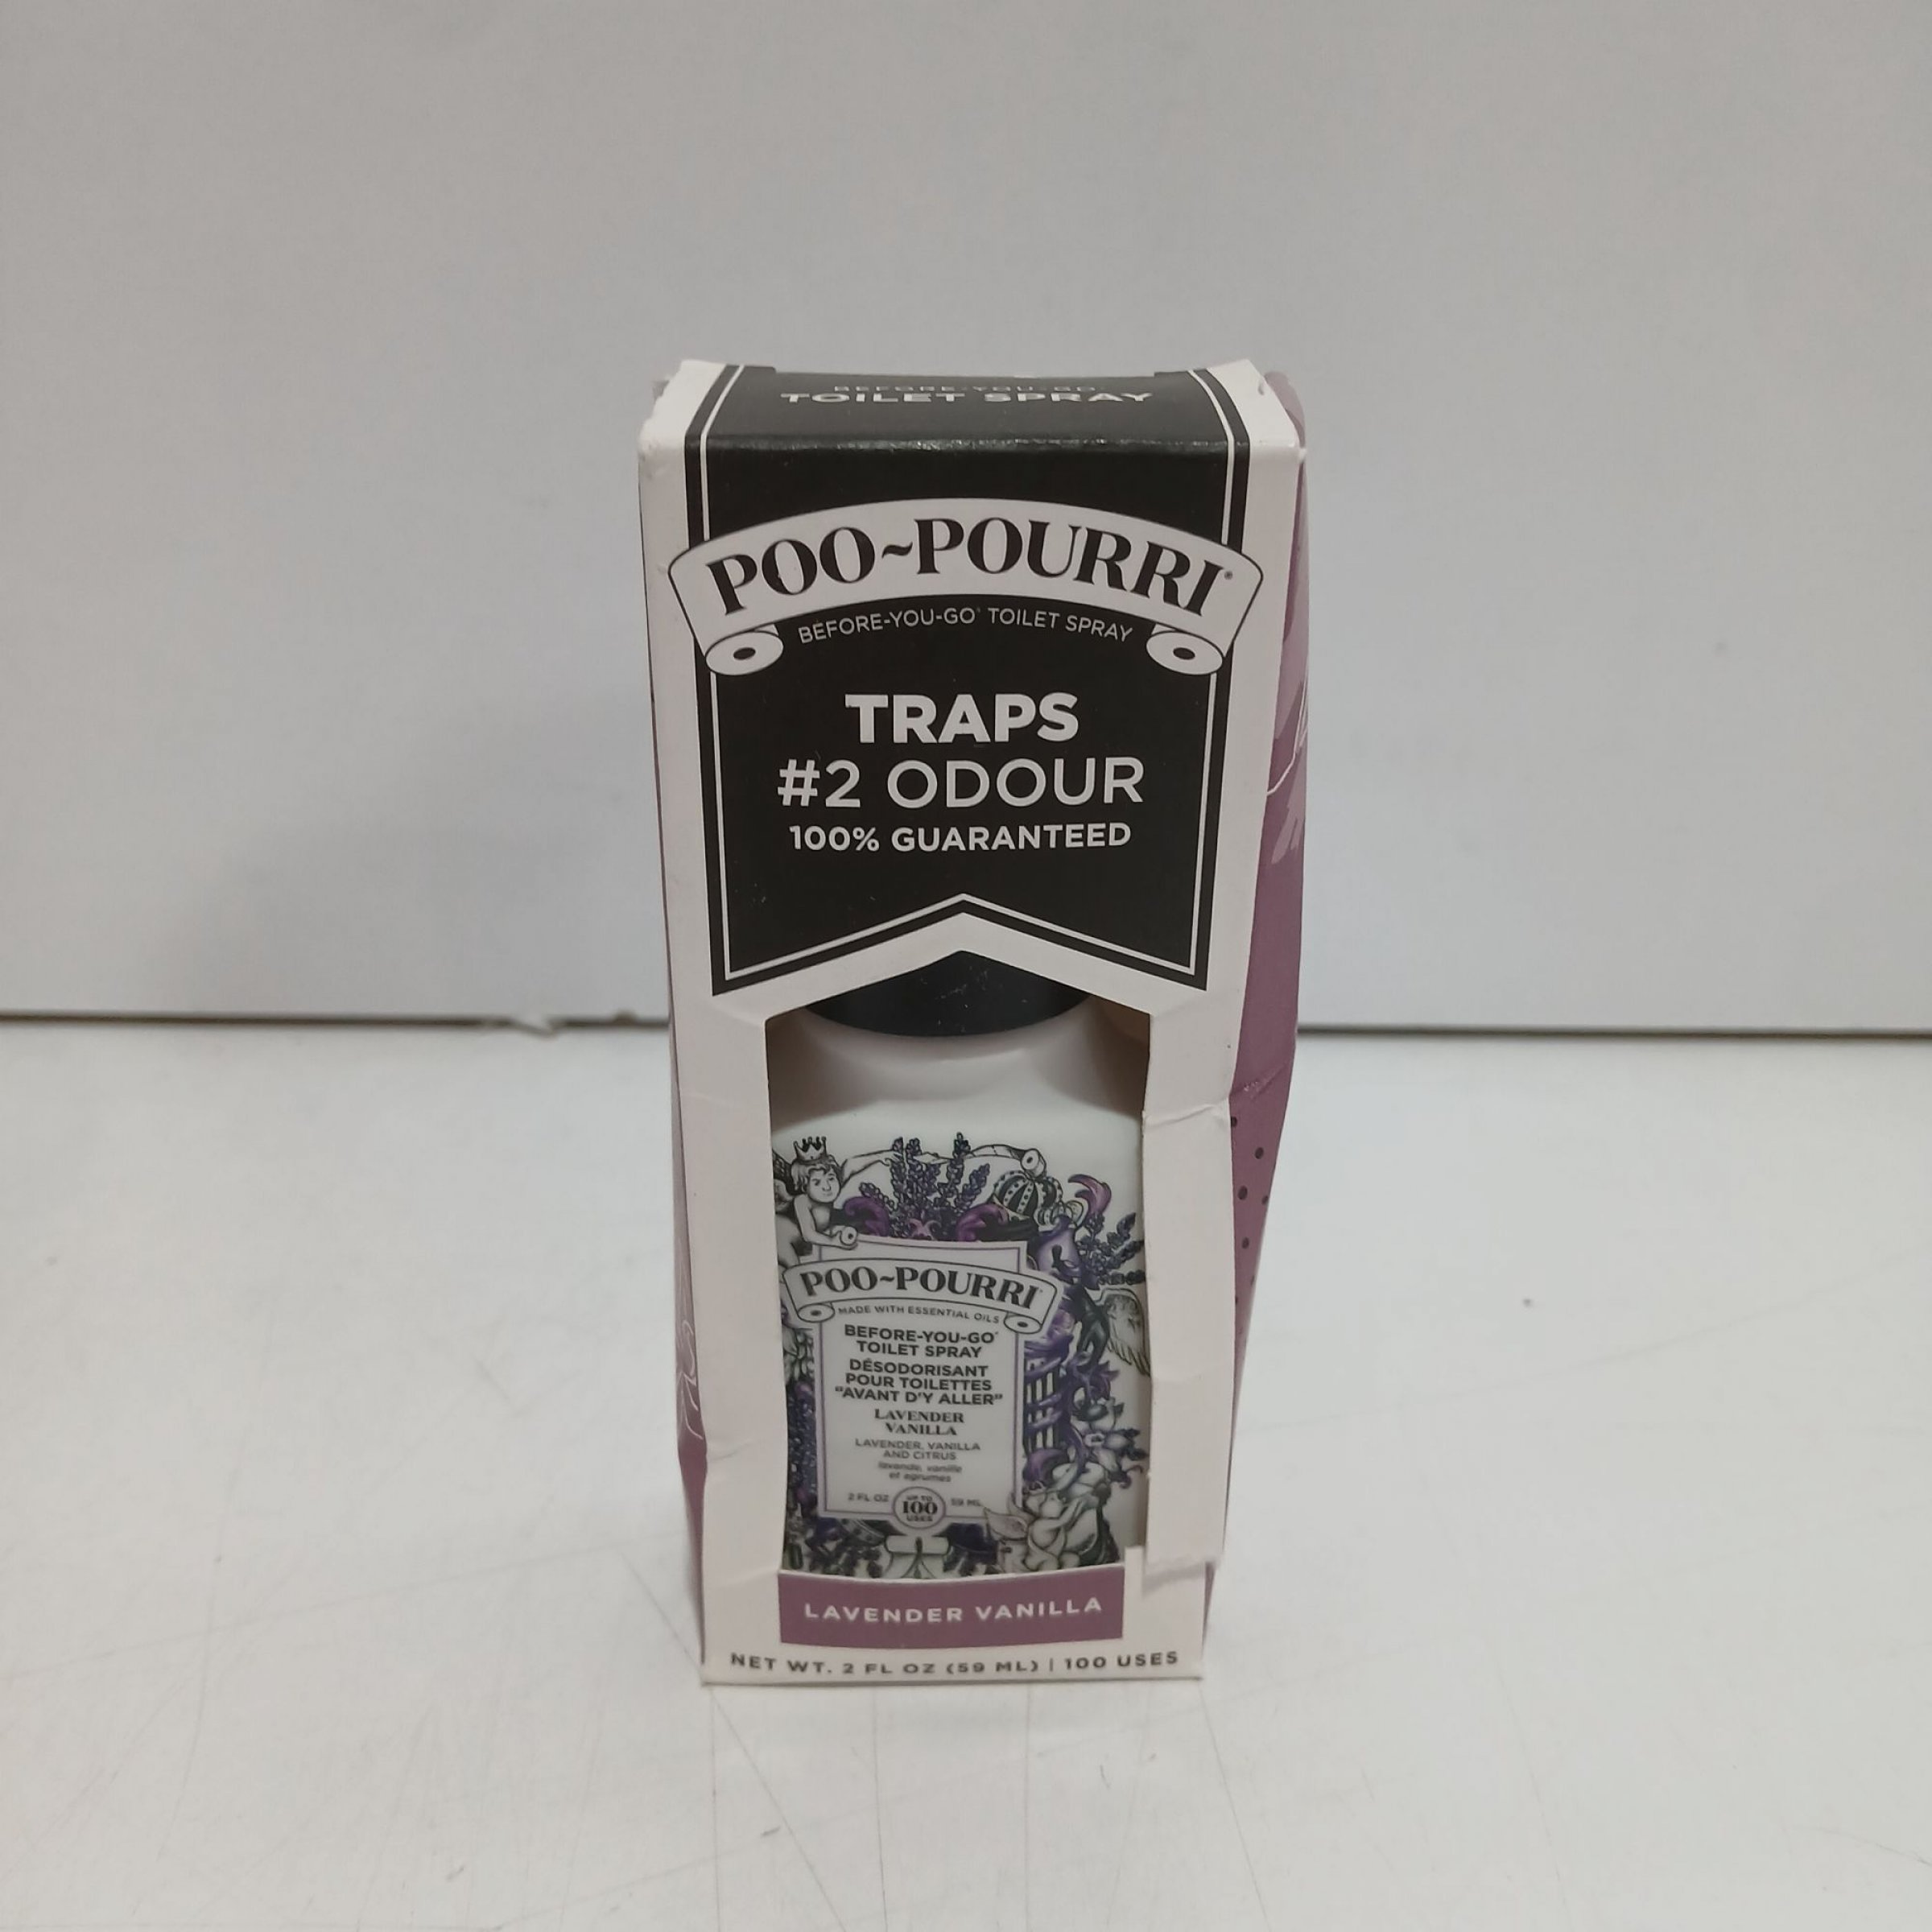 BEFORE-YOU-GO
TOILET SPRAY
POO~POURRI®
BEFORE-YOU-GO® TOILET SPRAY
TRAPS
#2 ODOUR
100% GUARANTEED
POO~POURRI
MADE WITH ESSENTIAL OILS
BEFORE-YOU-GO®
TOILET SPRAY
DÉSODORISANT
POUR TOILETTES
"AVANT D'Y ALLER"
LAVENDER
VANILLA
LAVENDER, VANILLA
AND CITRUS
lavande, vanille
et agrumes
2 FL OZ UP TO 100 USES 59 ML
LAVENDER VANILLA
NET WT. 2 FL OZ (59 ML) | 100 USES